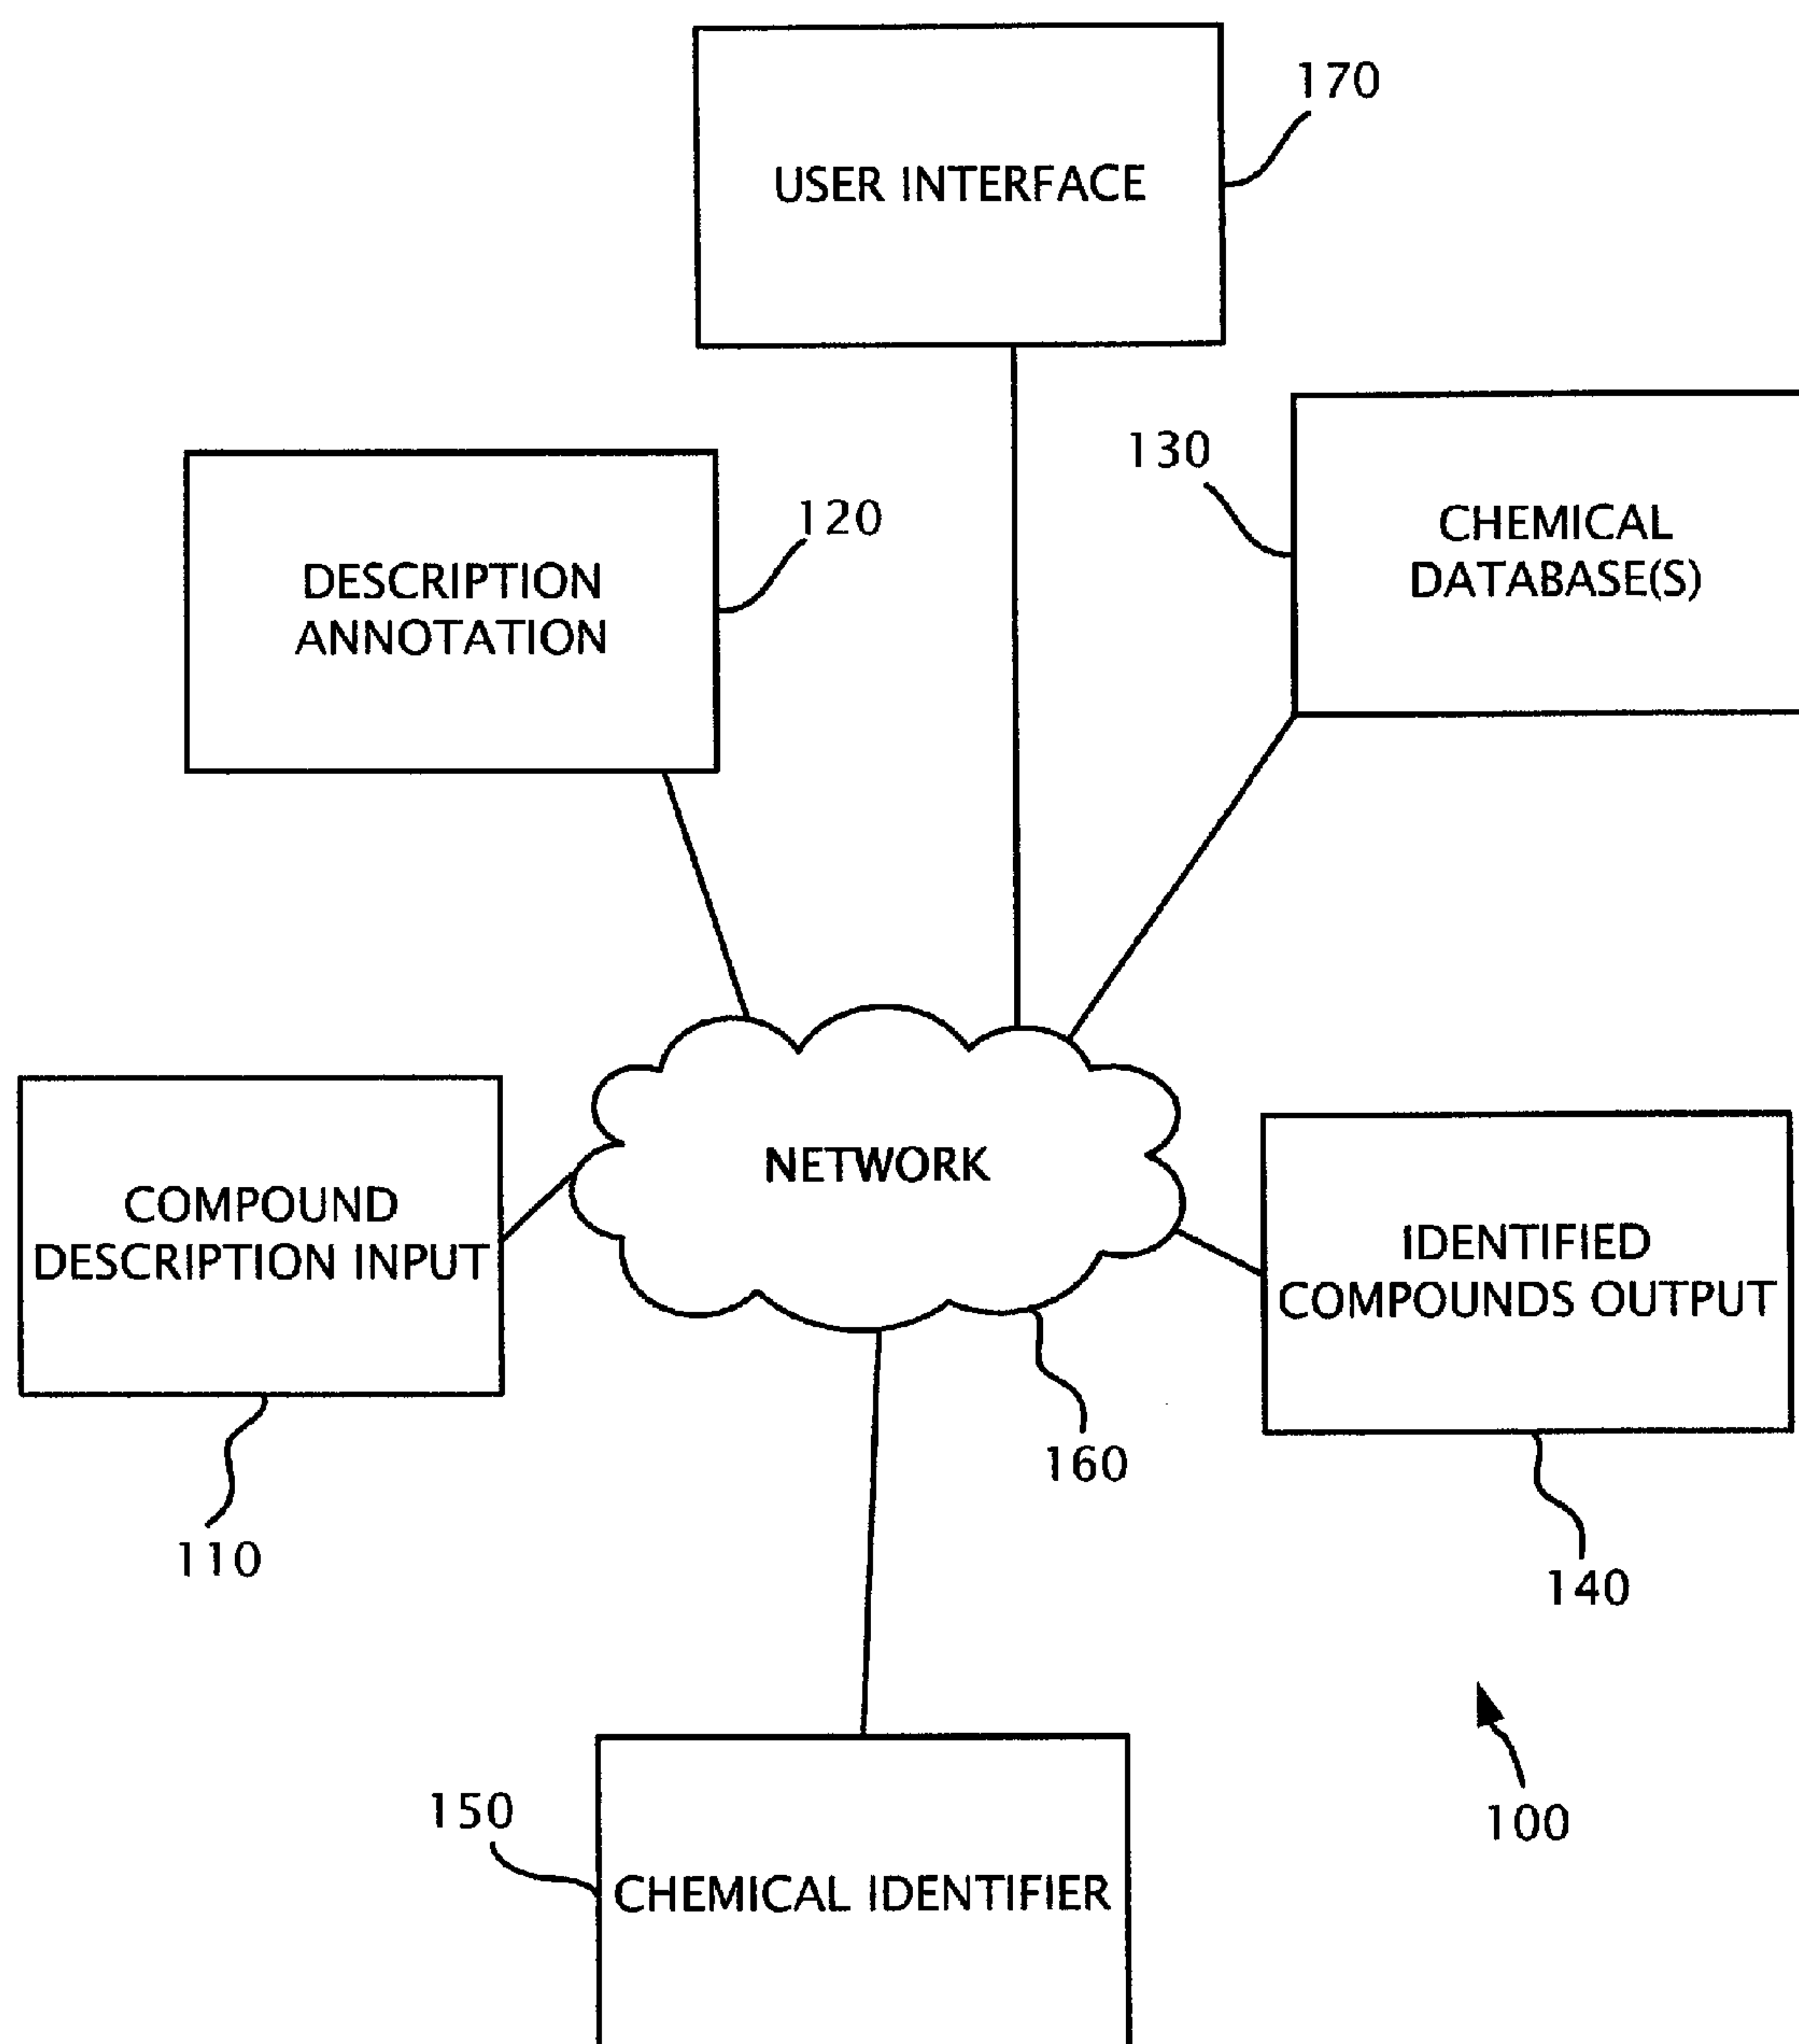 170
USER INTERFACE
130
CHEMICAL
DATABASE(S)
120
DESCRIPTION
ANNOTATION
NETWORK
COMPOUND
DESCRIPTION INPUT
IDENTIFIED
COMPOUNDS OUTPUT
160
110
140
150
100
CHEMICAL IDENTIFIER